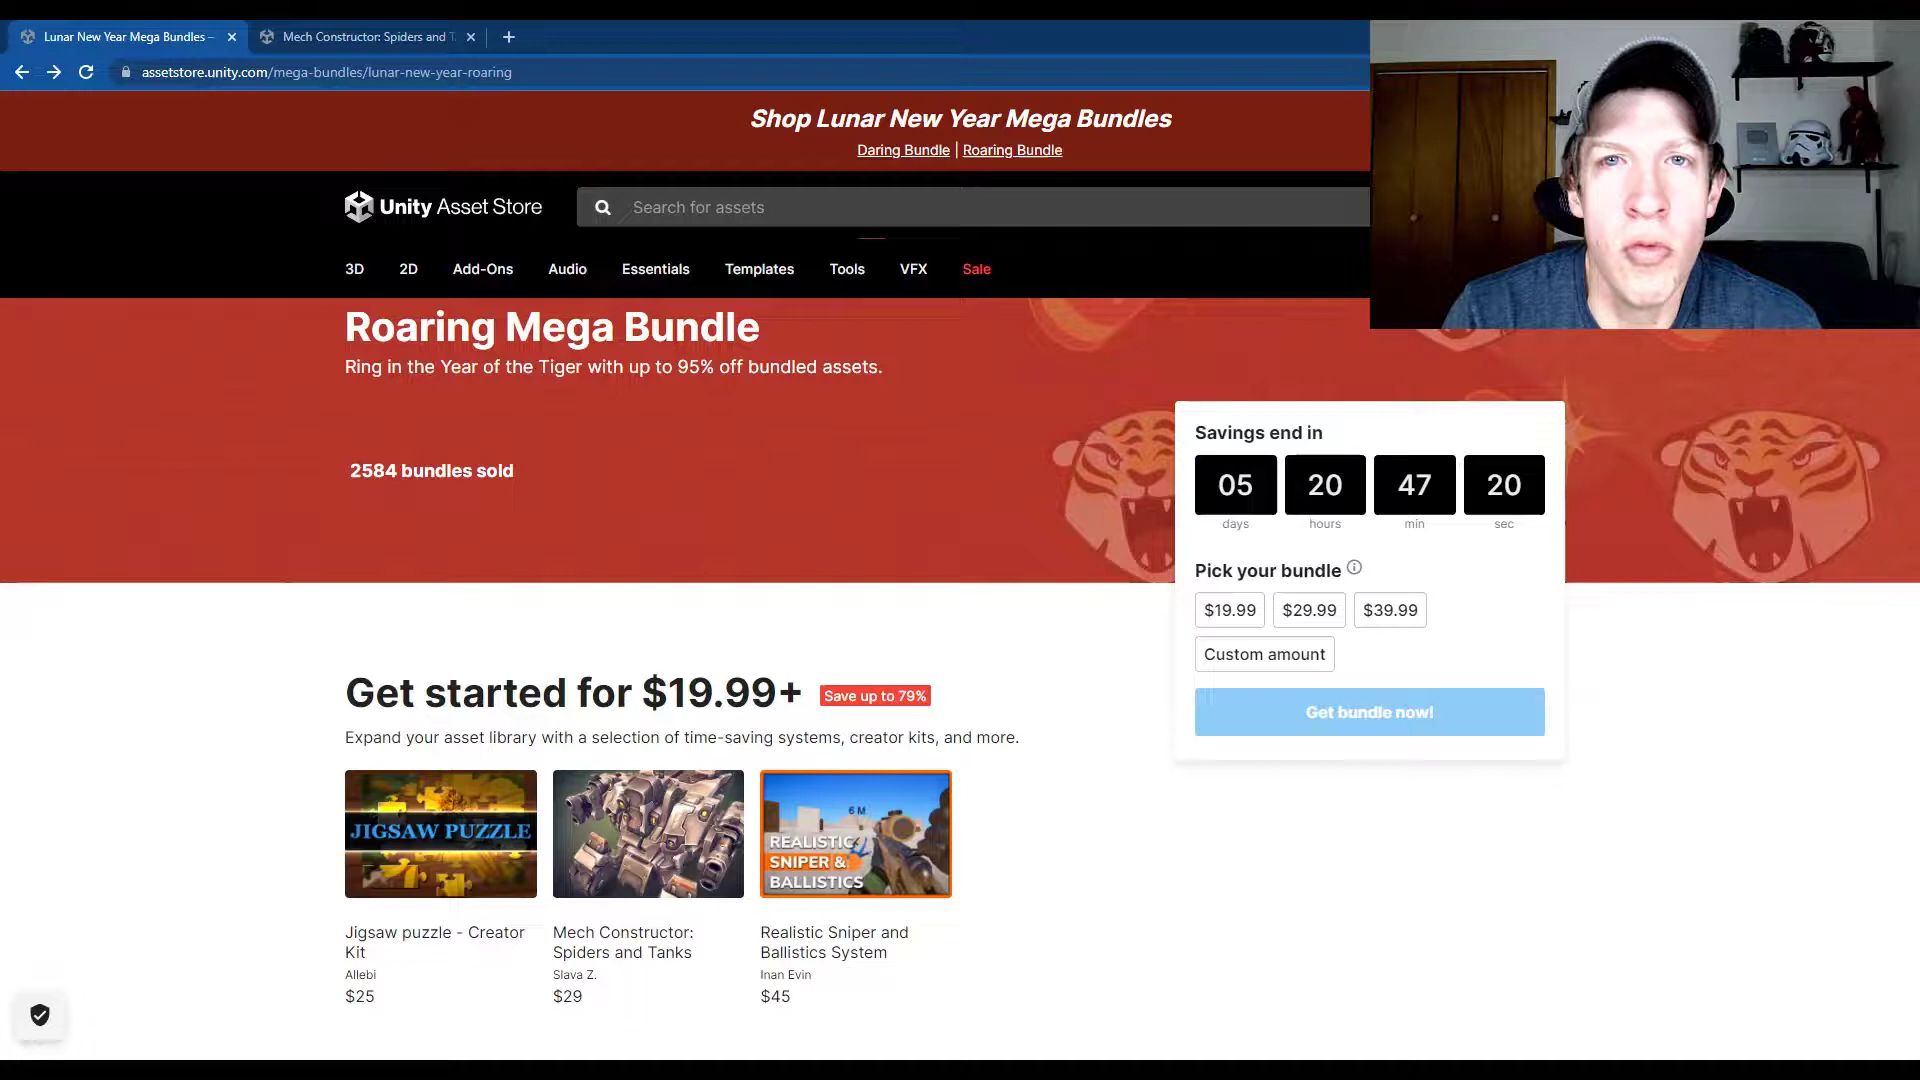 Lunar New Year Mega Bundles –
Mech Constructor: Spiders and T
assetstore.unity.com/mega-bundles/lunar-new-year-roaring
Shop Lunar New Year Mega Bundles
Daring Bundle | Roaring Bundle
Unity Asset Store
Search for assets
3D 2D Add-Ons Audio Essentials Templates Tools VFX Sale
Roaring Mega Bundle
Ring in the Year of the Tiger with up to 95% off bundled assets.
2584 bundles sold
Savings end in
05 20 47 20
days hours min sec
Pick your bundle
$19.99 $29.99 $39.99
Custom amount
Get bundle now!
Get started for $19.99+ Save up to 79%
Expand your asset library with a selection of time-saving systems, creator kits, and more.
JIGSAW PUZZLE
6 M
REALISTIC
SNIPER &
BALLISTICS
Jigsaw puzzle - Creator
Kit
Allebi
$25
Mech Constructor:
Spiders and Tanks
Slava Z.
$29
Realistic Sniper and
Ballistics System
Inan Evin
$45